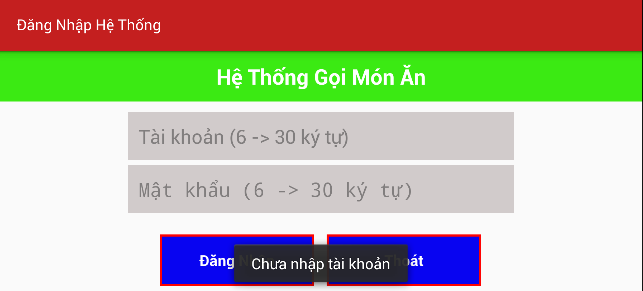 Đăng Nhập Hệ Thống
Hệ Thống Gọi Món Ăn
Tài khoản (6 -> 30 ký tự)
Mật khẩu (6 -> 30 ký tự)
Đăng
Chưa nhập tài khoản